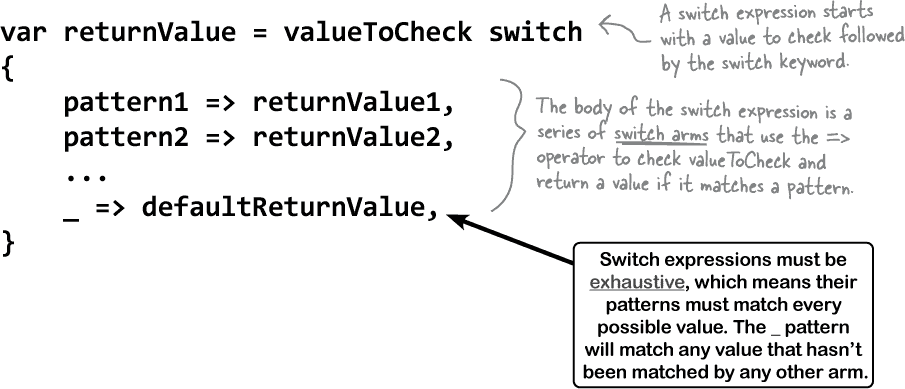 var returnValue = valueToCheck switch
{
pattern1 => returnValue1,
pattern2 => returnValue2,
...
_ => defaultReturnValue,
}
A switch expression starts
with a value to check followed
by the switch keyword.
The body of the switch expression is a
series of switch arms that use the =>
operator to check valueToCheck and
return a value if it matches a pattern.
Switch expressions must be
exhaustive, which means their
patterns must match every
possible value. The _ pattern
will match any value that hasn't
been matched by any other arm.